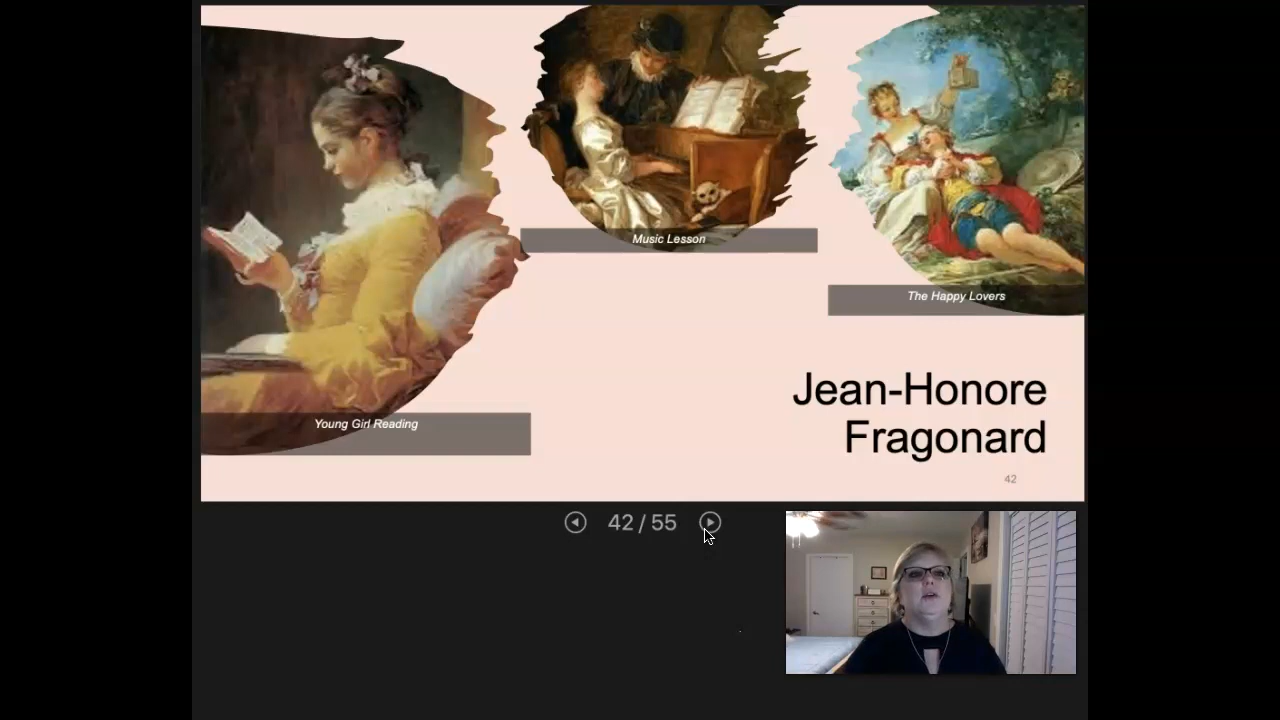 Music Lesson
The Happy Lovers
Young Girl Reading
Jean-Honore
Fragonard
42
42 / 55